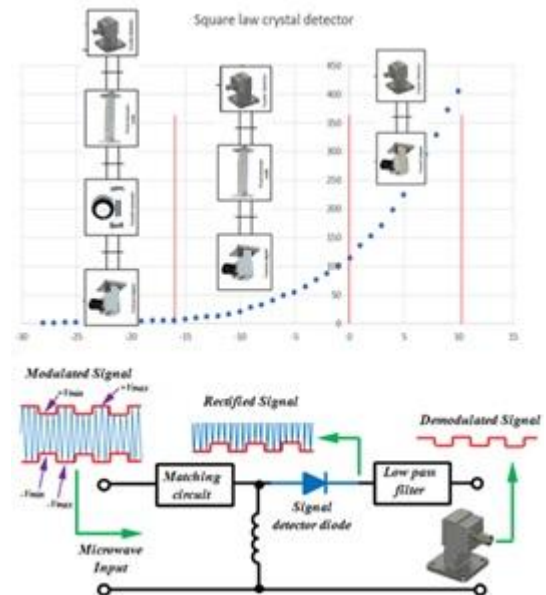 Square law crystal detector
450
400
350
300
250
200
150
100
50
0
-30
-25
-20
-15
-10
-5
0
5
10
15
Modulated Signal
+Vmin
+Vmax
-Vmin
-Vmax
Rectified Signal
Demodulated Signal
Matching
circuit
Signal
detector diode
Low pass
filter
Microwave
Input